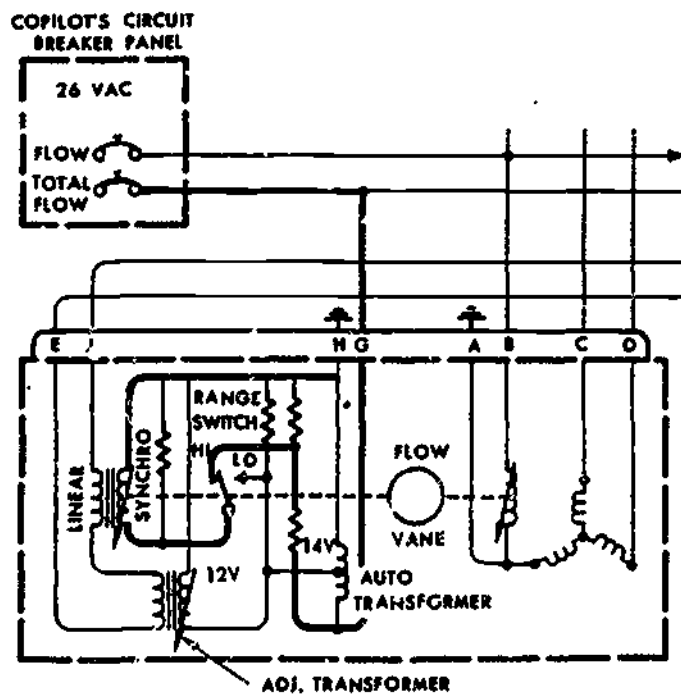 COPILOT'S CIRCUIT
BREAKER PANEL
26 VAC
FLOW
TOTAL
FLOW
E
J
H
G
A
B
C
D
RANGE
SWITCH
HI
LO
LINEAR
SYNCHRO
FLOW
VANE
14V
12V
AUTO
TRANSFORMER
ADJ. TRANSFORMER